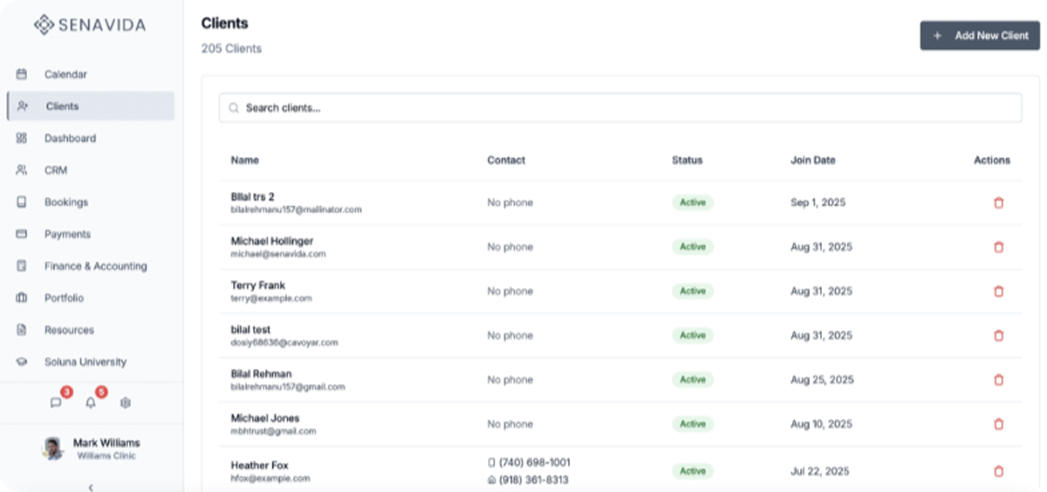 SENAVIDA
Calendar
Clients
Dashboard
CRM
Bookings
Payments
Finance & Accounting
Portfolio
Resources
Soluna University
3
5
Mark Williams
Williams Clinic
Clients
205 Clients
+ Add New Client
Search clients...
Name Contact Status Join Date Actions
Bilal trs 2 No phone Active Sep 1, 2025
bilalrehmanu157@mailinator.com
Michael Hollinger No phone Active Aug 31, 2025
michael@senavida.com
Terry Frank No phone Active Aug 31, 2025
terry@example.com
bilal test No phone Active Aug 31, 2025
dosiy68636@cavoyar.com
Bilal Rehman No phone Active Aug 25, 2025
bilalrehmanu157@gmail.com
Michael Jones No phone Active Aug 10, 2025
mbhtrust@gmail.com
Heather Fox (740) 698-1001 Active Jul 22, 2025
hfox@example.com (918) 361-8313